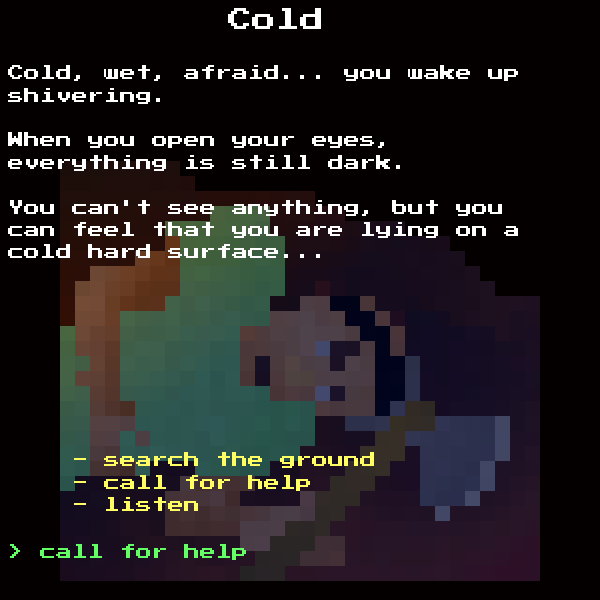 Cold
Cold, wet, afraid... you wake up
shivering.
When you open your eyes,
everything is still dark.
You can't see anything, but you
can feel that you are lying on a
cold hard surface...
- search the ground
- call for help
- listen
> call for help